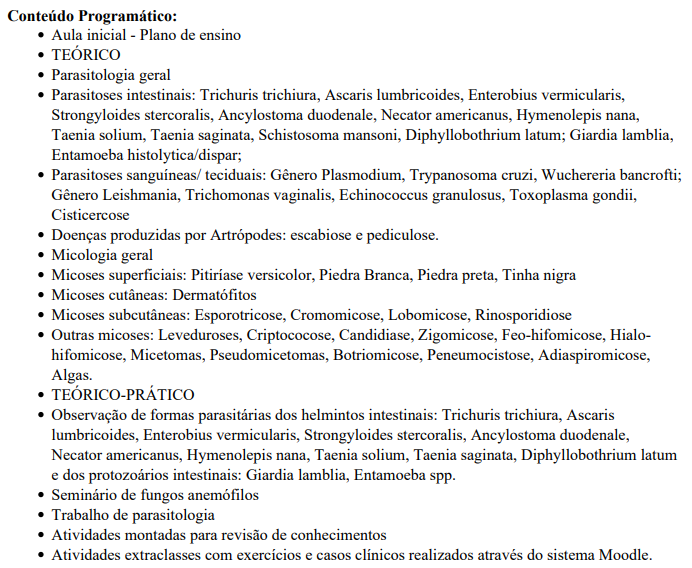 Conteúdo Programático:
• Aula inicial - Plano de ensino
• TEÓRICO
• Parasitologia geral
• Parasitoses intestinais: Trichuris trichiura, Ascaris lumbricoides, Enterobius vermicularis,
Strongyloides stercoralis, Ancylostoma duodenale, Necator americanus, Hymenolepis nana,
Taenia solium, Taenia saginata, Schistosoma mansoni, Diphyllobothrium latum; Giardia lamblia,
Entamoeba histolytica/dispar;
• Parasitoses sanguíneas/ teciduais: Gênero Plasmodium, Trypanosoma cruzi, Wuchereria bancrofti;
Gênero Leishmania, Trichomonas vaginalis, Echinococcus granulosus, Toxoplasma gondii,
Cisticercose
• Doenças produzidas por Artrópodes: escabiose e pediculose.
• Micologia geral
• Micoses superficiais: Pitiríase versicolor, Piedra Branca, Piedra preta, Tinha nigra
• Micoses cutâneas: Dermatófitos
• Micoses subcutâneas: Esporotricose, Cromomicose, Lobomicose, Rinosporidiose
• Outras micoses: Leveduroses, Criptococose, Candidiase, Zigomicose, Feo-hifomicose, Hialo-
hifomicose, Micetomas, Pseudomicetomas, Botriomicose, Peneumocistose, Adiaspiromicose,
Algas.
• TEÓRICO-PRÁTICO
• Observação de formas parasitárias dos helmintos intestinais: Trichuris trichiura, Ascaris
lumbricoides, Enterobius vermicularis, Strongyloides stercoralis, Ancylostoma duodenale,
Necator americanus, Hymenolepis nana, Taenia solium, Taenia saginata, Diphyllobothrium latum
e dos protozoários intestinais: Giardia lamblia, Entamoeba spp.
• Seminário de fungos anemófilos
• Trabalho de parasitologia
• Atividades montadas para revisão de conhecimentos
• Atividades extraclasses com exercícios e casos clínicos realizados através do sistema Moodle.